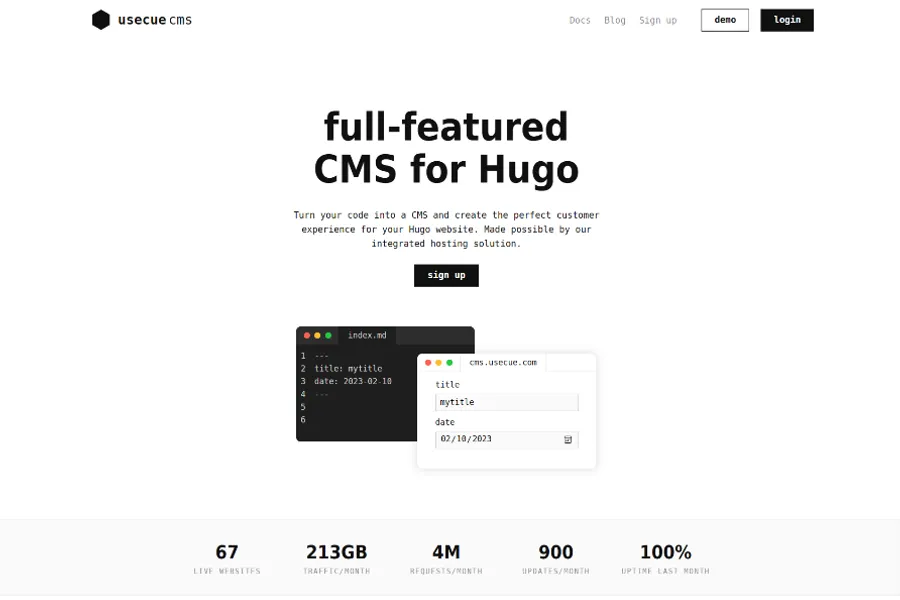 usecue cms
Docs Blog Sign up demo login
full-featured
CMS for Hugo
Turn your code into a CMS and create the perfect customer
experience for your Hugo website. Made possible by our
integrated hosting solution.
sign up
index.md
1 ---
2 title: mytitle
3 date: 2023-02-10
4 ---
5
6
cms.usecue.com
title
mytitle
date
02/10/2023
67 213GB 4M 900 100%
LIVE WEBSITES TRAFFIC/MONTH REQUESTS/MONTH UPDATES/MONTH UPTIME LAST MONTH